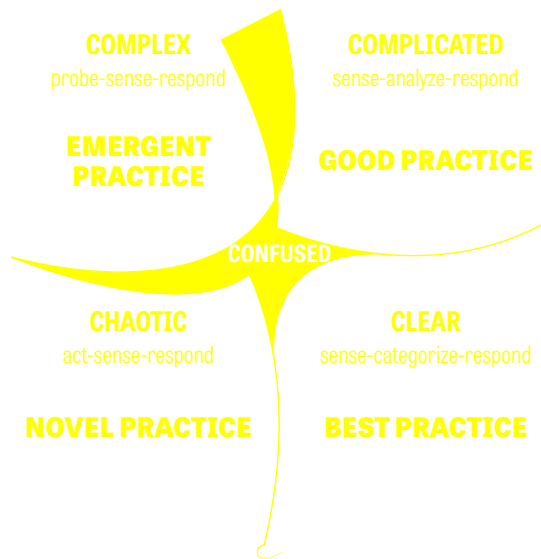 COMPLEX
probe-sense-respond
EMERGENT
PRACTICE
COMPLICATED
sense-analyze-respond
GOOD PRACTICE
CONFUSED
CHAOTIC
act-sense-respond
NOVEL PRACTICE
CLEAR
sense-categorize-respond
BEST PRACTICE